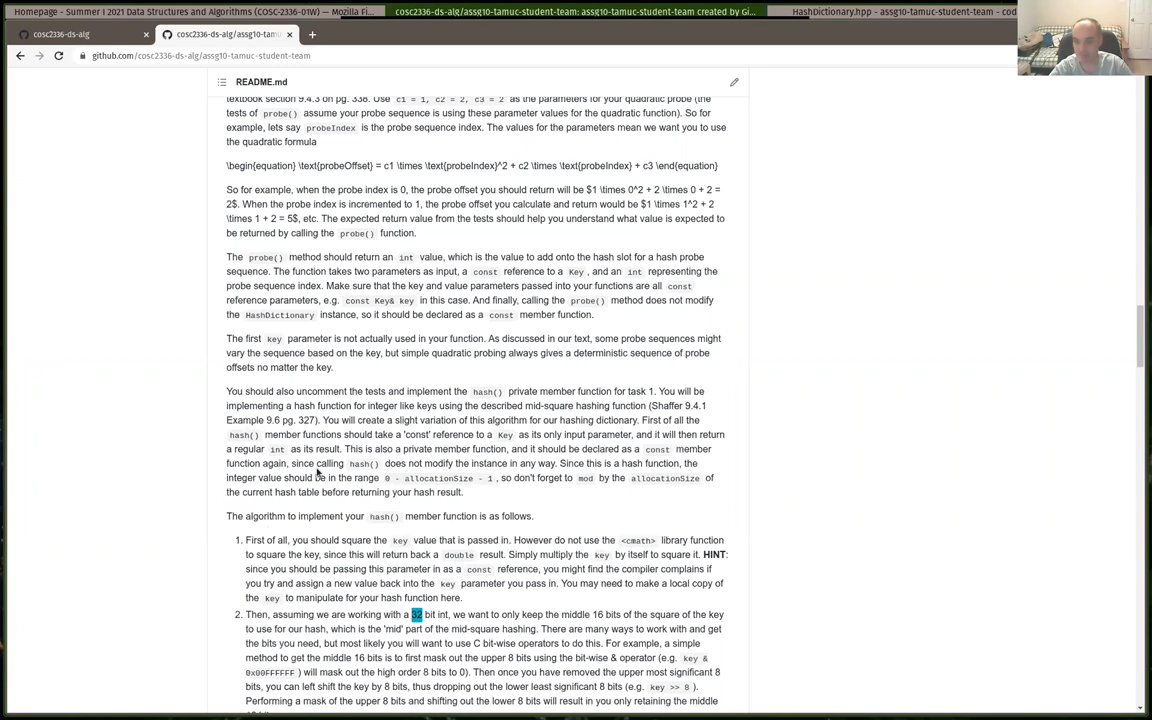 Homepage - Summer I 2021 Data Structures and Algorithms (COSC-2336-01W) — Mozilla Fi...
cosc2336-ds-alg/assg10-tamuc-student-team: assg10-tamuc-student-team created by Gi...
HashDictionary.hpp - assg10-tamuc-student-team - cod
cosc2336-ds-alg
cosc2336-ds-alg/assg10-tamu
github.com/cosc2336-ds-alg/assg10-tamuc-student-team
README.md
textbook section 9.4.3 on pg. 338. Use c1 = 1, c2 = 2, c3 = 2 as the parameters for your quadratic probe (the
tests of probe() assume your probe sequence is using these parameter values for the quadratic function). So for
example, lets say probeIndex is the probe sequence index. The values for the parameters mean we want you to use
the quadratic formula
\begin{equation} \text{probeOffset} = c1 \times \text{probeIndex}^2 + c2 \times \text{probeIndex} + c3 \end{equation}
So for example, when the probe index is 0, the probe offset you should return will be $1 \times 0^2 + 2 \times 0 + 2 =
2$. When the probe index is incremented to 1, the probe offset you calculate and return would be $1 \times 1^2 + 2
\times 1 + 2 = 5$, etc. The expected return value from the tests should help you understand what value is expected to
be returned by calling the probe() function.
The probe() method should return an int value, which is the value to add onto the hash slot for a hash probe
sequence. The function takes two parameters as input, a const reference to a Key, and an int representing the
probe sequence index. Make sure that the key and value parameters passed into your functions are all const
reference parameters, e.g. const Key& key in this case. And finally, calling the probe() method does not modify
the HashDictionary instance, so it should be declared as a const member function.
The first key parameter is not actually used in your function. As discussed in our text, some probe sequences might
vary the sequence based on the key, but simple quadratic probing always gives a deterministic sequence of probe
offsets no matter the key.
You should also uncomment the tests and implement the hash() private member function for task 1. You will be
implementing a hash function for integer like keys using the described mid-square hashing function (Shaffer 9.4.1
Example 9.6 pg. 327). You will create a slight variation of this algorithm for our hashing dictionary. First of all the
hash() member functions should take a 'const' reference to a Key as its only input parameter, and it will then return
a regular int as its result. This is also a private member function, and it should be declared as a const member
function again, since calling hash() does not modify the instance in any way. Since this is a hash function, the
integer value should be in the range 0 - allocationSize - 1 , so don't forget to mod by the allocationSize of
the current hash table before returning your hash result.
The algorithm to implement your hash() member function is as follows.
1. First of all, you should square the key value that is passed in. However do not use the <cmath> library function
to square the key, since this will return back a double result. Simply multiply the key by itself to square it. HINT:
since you should be passing this parameter in as a const reference, you might find the compiler complains if
you try and assign a new value back into the key parameter you pass in. You may need to make a local copy of
the key to manipulate for your hash function here.
2. Then, assuming we are working with a 32 bit int, we want to only keep the middle 16 bits of the square of the key
to use for our hash, which is the 'mid' part of the mid-square hashing. There are many ways to work with and get
the bits you need, but most likely you will want to use C bit-wise operators to do this. For example, a simple
method to get the middle 16 bits is to first mask out the upper 8 bits using the bit-wise & operator (e.g. key &
0x00FFFFFF ) will mask out the high order 8 bits to 0). Then once you have removed the upper most significant 8
bits, you can left shift the key by 8 bits, thus dropping out the lower least significant 8 bits (e.g. key >> 8 ).
Performing a mask of the upper 8 bits and shifting out the lower 8 bits will result in you only retaining the middle